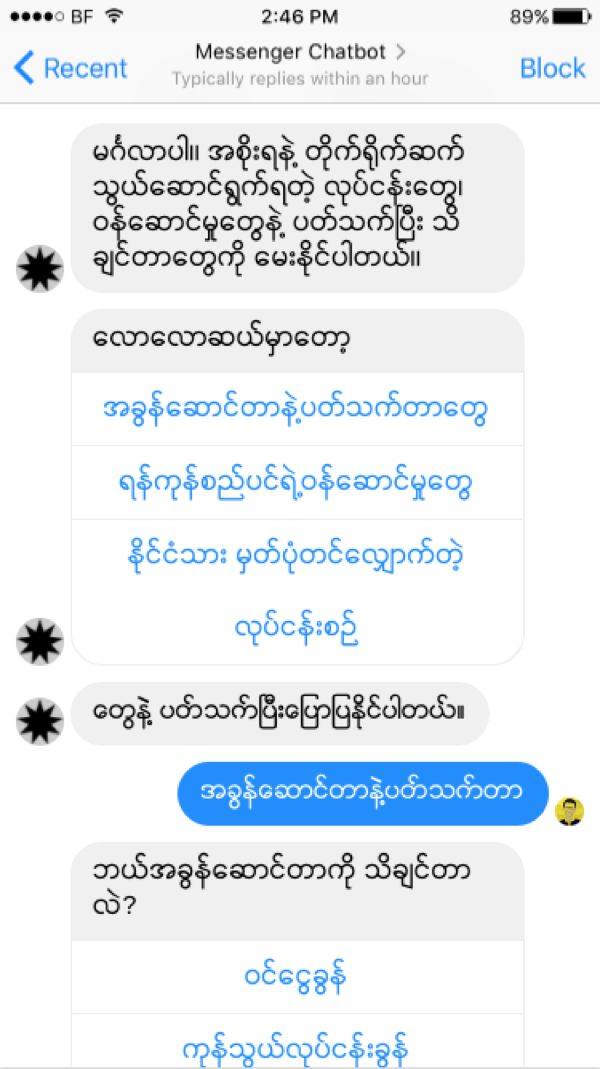 BF 2:46 PM 89%
Recent Messenger Chatbot Block
Typically replies within an hour
မင်္ဂလာပါ။ အစိုးရနဲ့ တိုက်ရိုက်ဆက်
သွယ်ဆောင်ရွက်ရတဲ့ လုပ်ငန်းတွေ၊
ဝန်ဆောင်မှုတွေနဲ့ ပတ်သက်ပြီး သိ
ချင်တာတွေကို မေးနိုင်ပါတယ်။
လောလောဆယ်မှာတော့
အခွန်ဆောင်တာနဲ့ပတ်သက်တာတွေ
ရန်ကုန်စည်ပင်ရဲ့ဝန်ဆောင်မှုတွေ
နိုင်ငံသား မှတ်ပုံတင်လျှောက်တဲ့
လုပ်ငန်းစဉ်
တွေနဲ့ ပတ်သက်ပြီးပြောပြနိုင်ပါတယ်။
အခွန်ဆောင်တာနဲ့ပတ်သက်တာ
ဘယ်အခွန်ဆောင်တာကို သိချင်တာ
လဲ?
ဝင်ငွေခွန်
ကုန်သွယ်လုပ်ငန်းခွန်